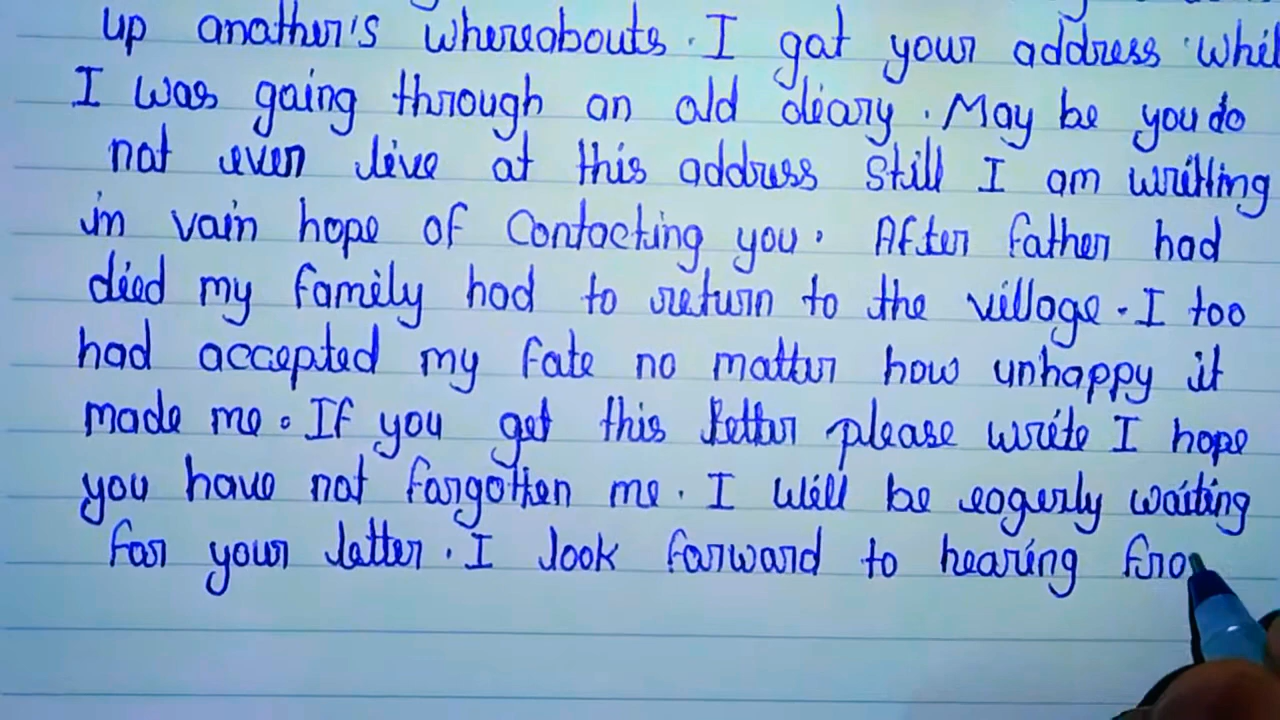 up another's whereabouts. I got your address whil
I was going through an old diary. May be you do
not even live at this address still I am writting
in vain hope of Contacting you. After father had
died my family had to return to the village. I too
had accepted my fate no matter how unhappy it
made me. If you get this letter please write I hope
you have not forgotten me. I will be eagerly waiting
for your letter. I look forward to hearing fro